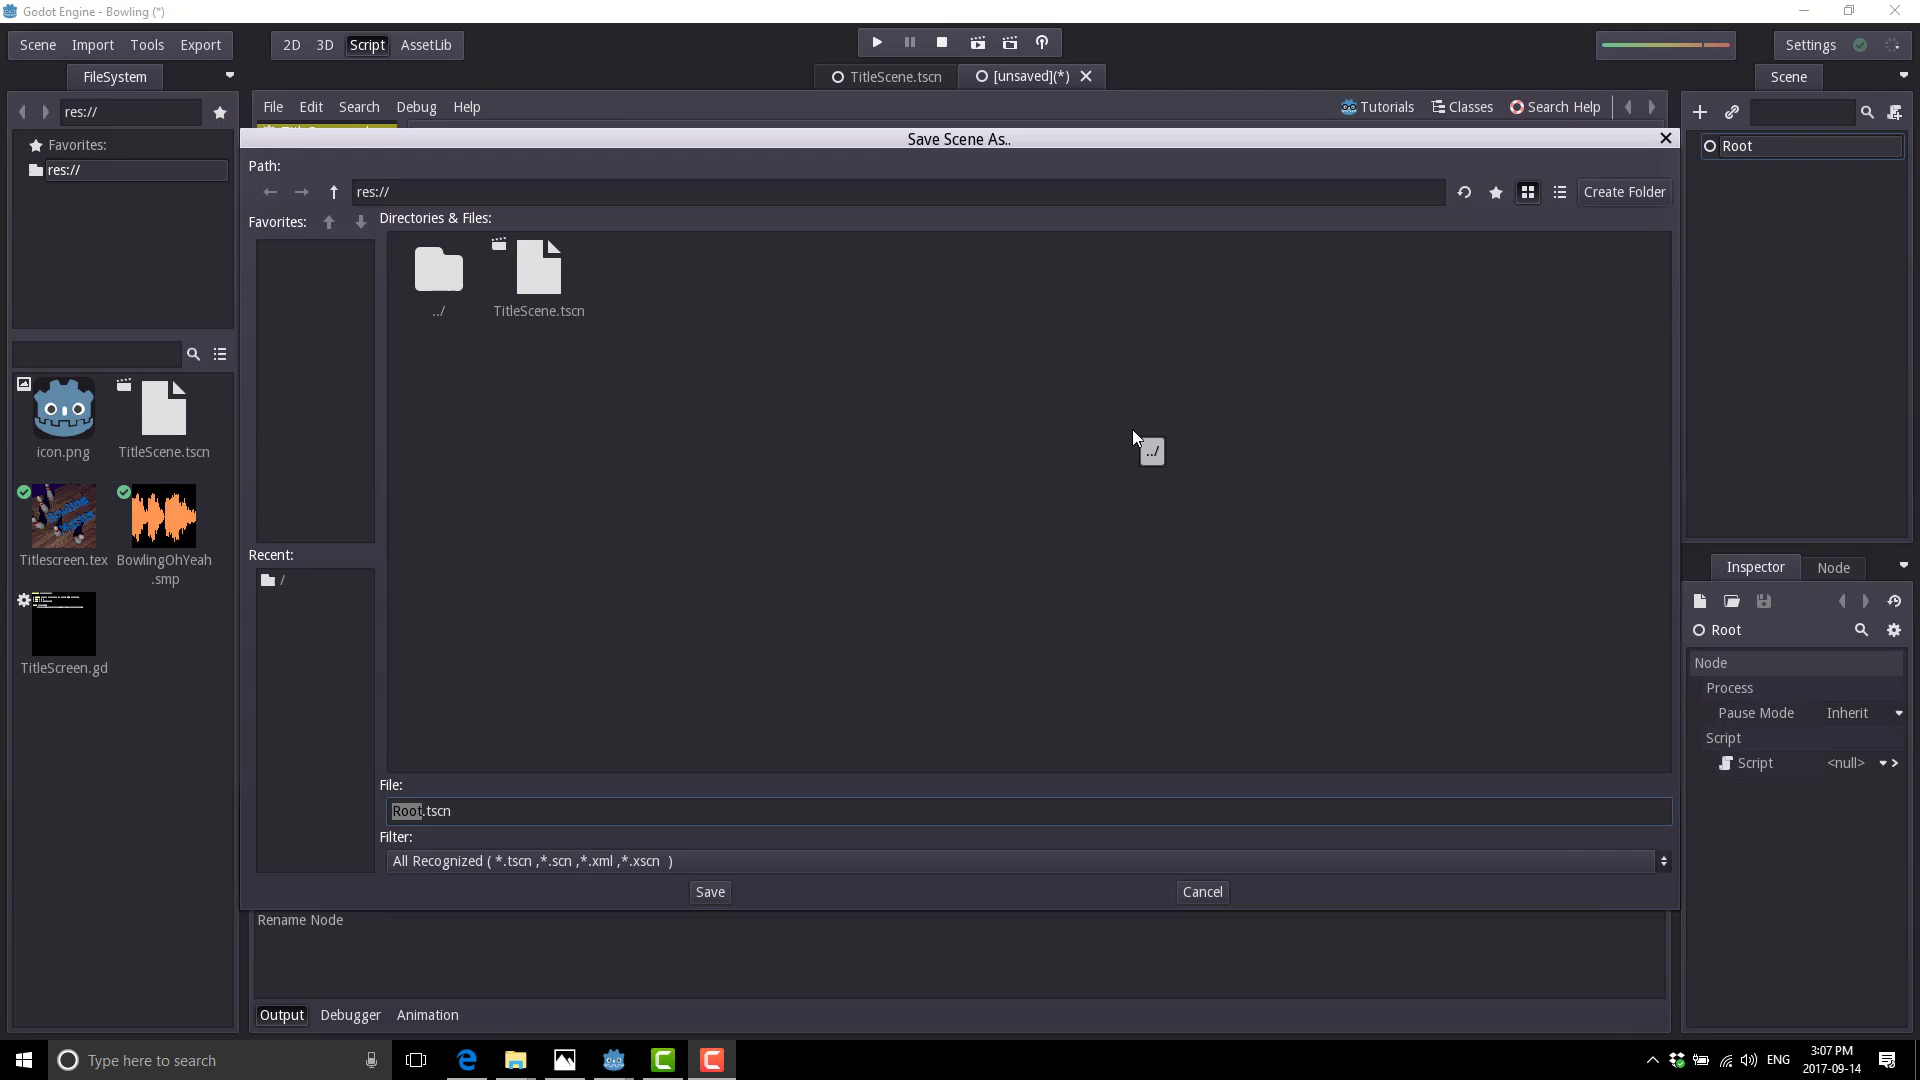 Godot Engine - Bowling (*)
Scene Import Tools Export
2D 3D Script AssetLib
Settings
FileSystem
TitleScene.tscn
[unsaved](*)
Scene
res://
File Edit Search Debug Help
Tutorials Classes Search Help
Favorites:
res://
Save Scene As..
Path:
res://
Create Folder
Favorites:
Directories & Files:
../
TitleScene.tscn
../
Root
icon.png
TitleScene.tscn
Titlescreen.tex
BowlingOhYeah
.smp
TitleScreen.gd
Recent:
/
File:
Root.tscn
Filter:
All Recognized ( *.tscn ,*.scn ,*.xml ,*.xscn )
Save
Cancel
Rename Node
Output Debugger Animation
Inspector Node
Root
Node
Process
Pause Mode Inherit
Script
Script <null>
Type here to search
ENG
3:07 PM
2017-09-14